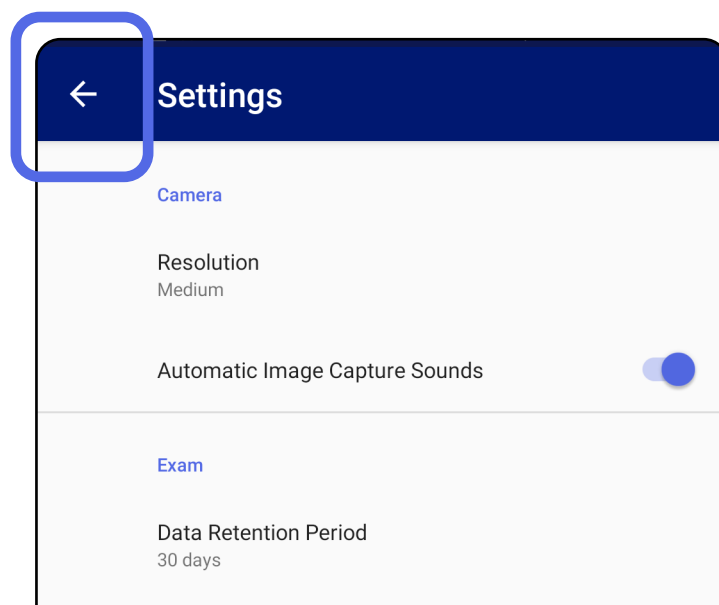 Settings
Camera
Resolution
Medium
Automatic Image Capture Sounds
Exam
Data Retention Period
30 days